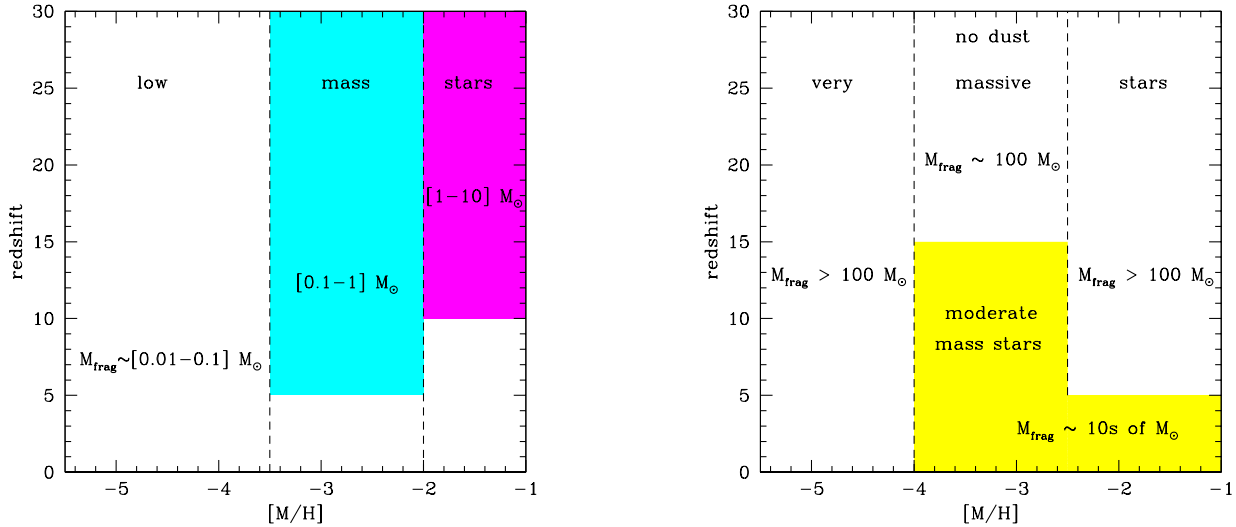 30
25
20
15
10
5
0
redshift
low mass stars
[1−10] M☉
[0.1−1] M☉
Mfrag~[0.01−0.1] M☉
−5 −4 −3 −2 −1
[M/H]
30
25
20
15
10
5
0
redshift
no dust
very massive stars
Mfrag ~ 100 M☉
Mfrag > 100 M☉
Mfrag > 100 M☉
moderate
mass stars
Mfrag ~ 10s of M☉
−5 −4 −3 −2 −1
[M/H]